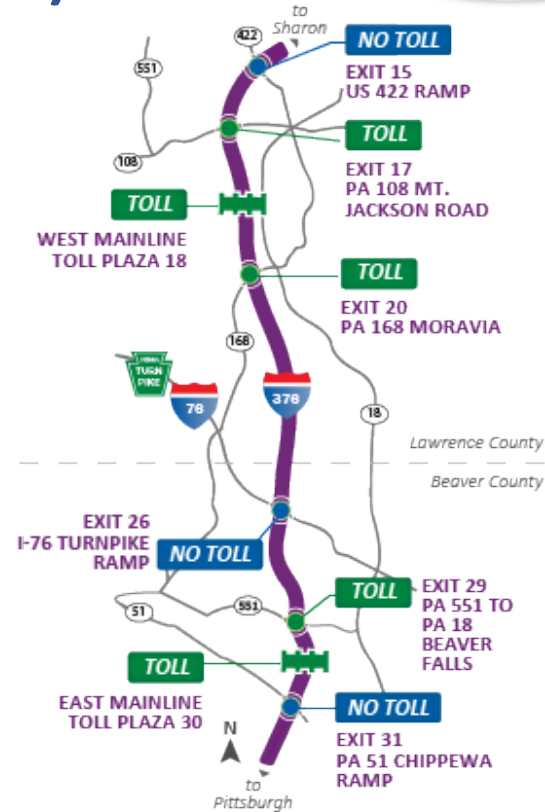 to
Sharon
422
NO TOLL
551
EXIT 15
US 422 RAMP
TOLL
108
EXIT 17
PA 108 MT.
JACKSON ROAD
TOLL
WEST MAINLINE
TOLL PLAZA 18
TOLL
EXIT 20
PA 168 MORAVIA
168
TURN
PIKE
76
376
18
Lawrence County
Beaver County
EXIT 26
I-76 TURNPIKE
RAMP
NO TOLL
TOLL
EXIT 29
PA 551 TO
PA 18
BEAVER
FALLS
551
51
TOLL
EAST MAINLINE
TOLL PLAZA 30
NO TOLL
EXIT 31
PA 51 CHIPPEWA
RAMP
N
to
Pittsburgh